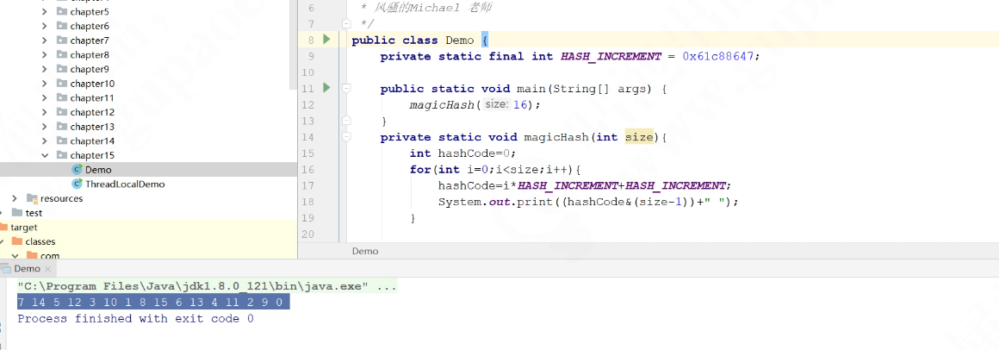 chapter5
chapter6
chapter7
chapter8
chapter9
chapter10
chapter11
chapter12
chapter13
chapter14
chapter15
Demo
ThreadLocalDemo
resources
test
target
classes
com
6 * 风骚的Michael 老师
7 */
8 public class Demo {
9 private static final int HASH_INCREMENT = 0x61c88647;
10
11 public static void main(String[] args) {
12 magicHash( size: 16);
13 }
14 private static void magicHash(int size){
15 int hashCode=0;
16 for(int i=0;i<size;i++){
17 hashCode=i*HASH_INCREMENT+HASH_INCREMENT;
18 System.out.print((hashCode&(size-1))+" ");
19 }
20
Demo
Demo ×
"C:\Program Files\Java\jdk1.8.0_121\bin\java.exe" ...
7 14 5 12 3 10 1 8 15 6 13 4 11 2 9 0
Process finished with exit code 0